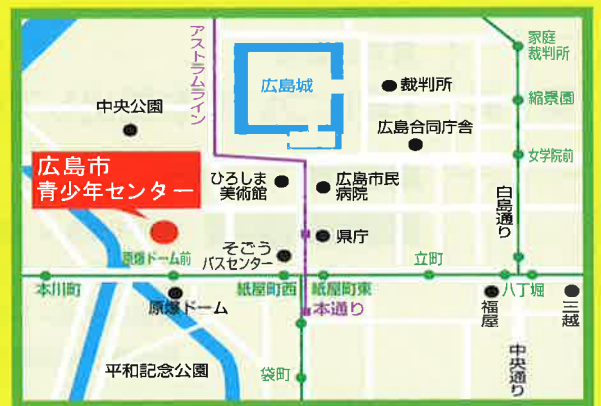 アストラムライン
家庭
裁判所
広島城
裁判所
縮景園
中央公園
広島合同庁舎
女学院前
広島市
青少年センター
ひろしま
美術館
広島市民
病院
白島通り
県庁
そごう
バスセンター
原爆ドーム前
立町
本川町
紙屋町西
紙屋町東
八丁堀
原爆ドーム
本通り
福屋
三越
平和記念公園
袋町
中央通り